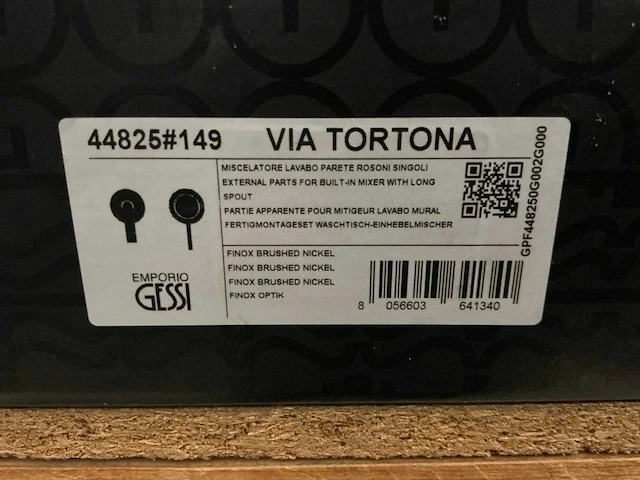 44825#149 VIA TORTONA
MISCELATORE LAVABO PARETE ROSONI SINGOLI
EXTERNAL PARTS FOR BUILT-IN MIXER WITH LONG
SPOUT
PARTIE APPARENTE POUR MITIGEUR LAVABO MURAL
FERTIGMONTAGESET WASCHTISCH-EINHEBELMISCHER
GPF448250G002G000
FINOX BRUSHED NICKEL
FINOX BRUSHED NICKEL
FINOX BRUSHED NICKEL
FINOX OPTIK
EMPORIO
GESSI
8 056603 641340